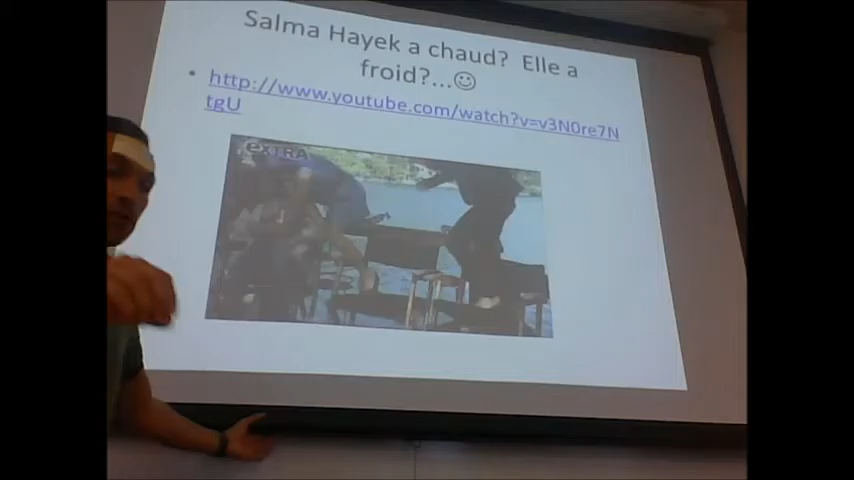 Salma Hayek a chaud? Elle a
froid?...☺
• http://www.youtube.com/watch?v=v3N0re7N
tgU
eXTRA